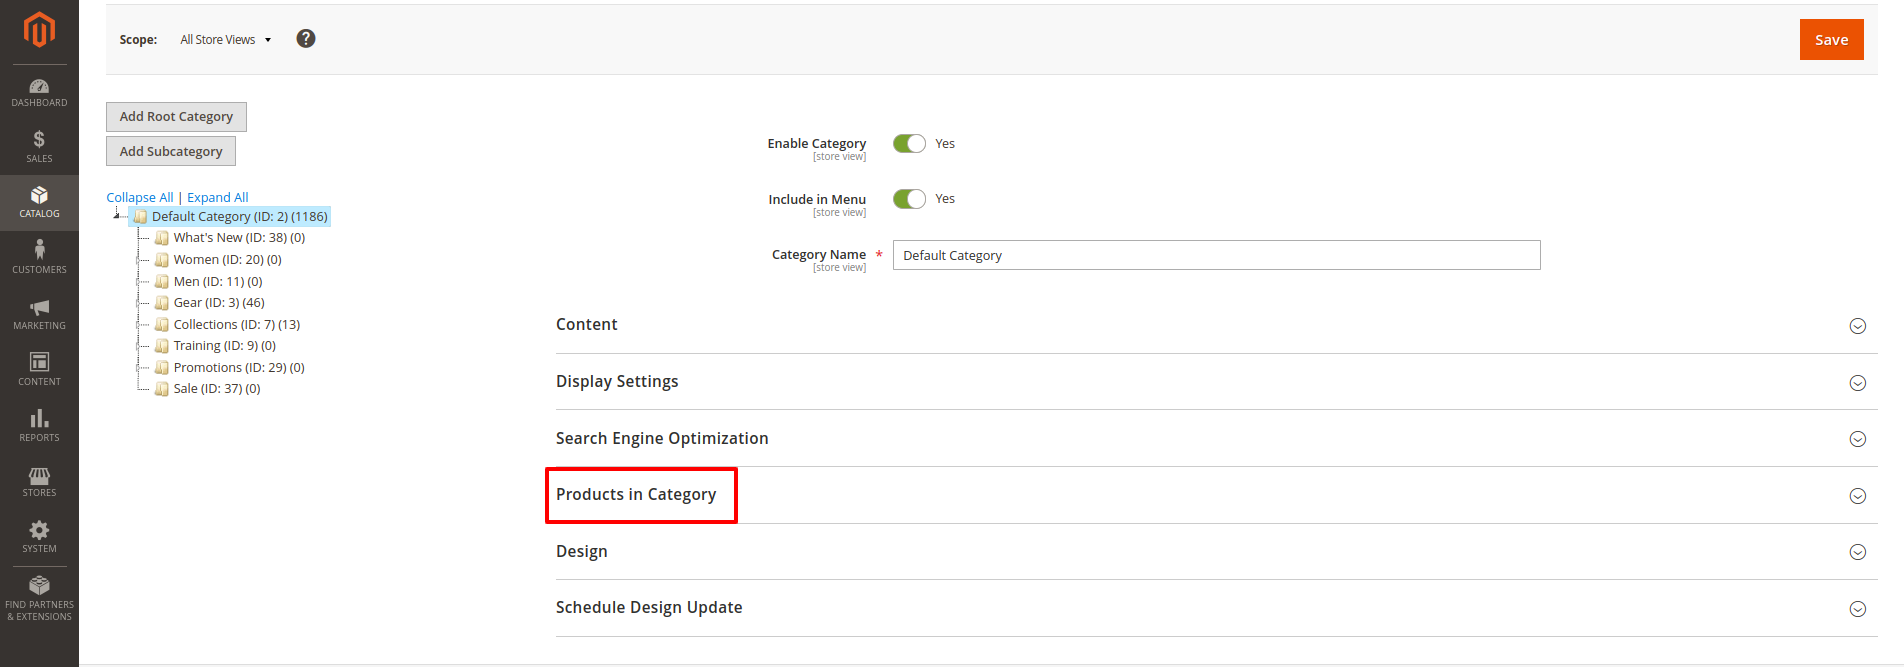 Scope: All Store Views ?
Save
DASHBOARD
SALES
CATALOG
CUSTOMERS
MARKETING
CONTENT
REPORTS
STORES
SYSTEM
FIND PARTNERS
& EXTENSIONS
Add Root Category
Add Subcategory
Collapse All | Expand All
Default Category (ID: 2) (1186)
What's New (ID: 38) (0)
Women (ID: 20) (0)
Men (ID: 11) (0)
Gear (ID: 3) (46)
Collections (ID: 7) (13)
Training (ID: 9) (0)
Promotions (ID: 29) (0)
Sale (ID: 37) (0)
Enable Category Yes
[store view]
Include in Menu Yes
[store view]
Category Name * Default Category
[store view]
Content
Display Settings
Search Engine Optimization
Products in Category
Design
Schedule Design Update